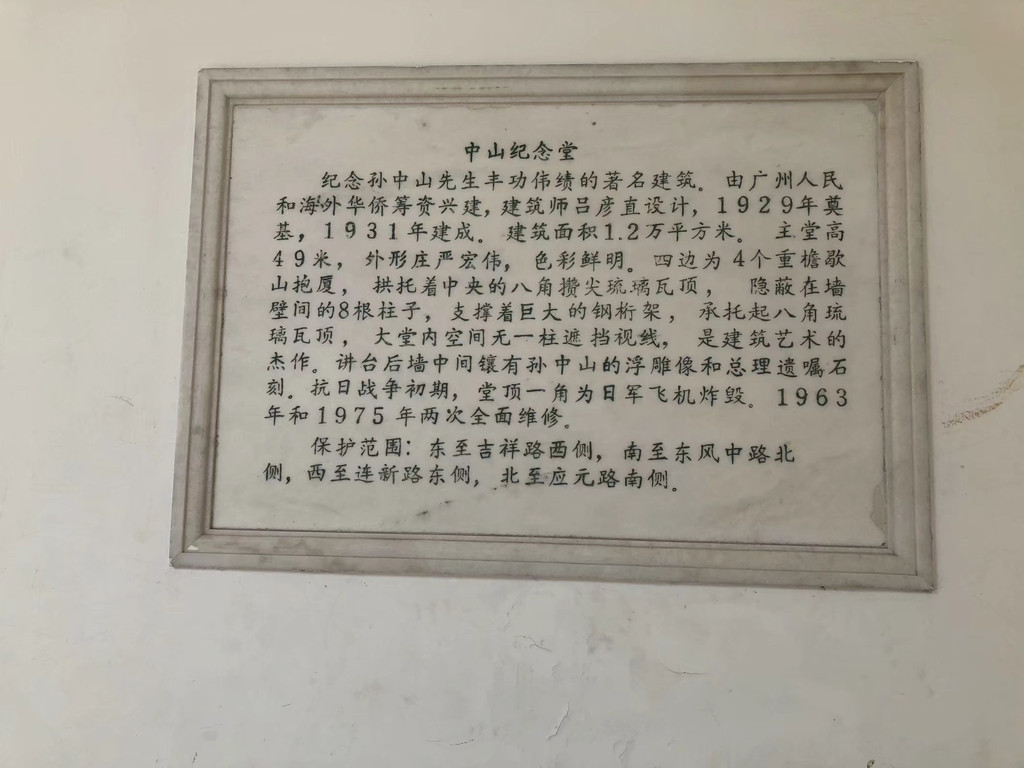 中山纪念堂
纪念孙中山先生丰功伟绩的著名建筑。由广州人民
和海外华侨筹资兴建,建筑师吕彦直设计,1929年奠
基,1931年建成。建筑面积1.2万平方米。主堂高
49米,外形庄严宏伟,色彩鲜明。四边为4个重檐歇
山抱厦,拱托着中央的八角攒尖琉璃瓦顶,隐蔽在墙
壁间的8根柱子,支撑着巨大的钢桁架,承托起八角琉
璃瓦顶,大堂内空间无一柱遮挡视线,是建筑艺术的
杰作。讲台后墙中间镶有孙中山的浮雕像和总理遗嘱石
刻。抗日战争初期,堂顶一角为日军飞机炸毁。1963
年和1975年两次全面维修。
保护范围:东至吉祥路西侧,南至东风中路北
侧,西至连新路东侧,北至应元路南侧。